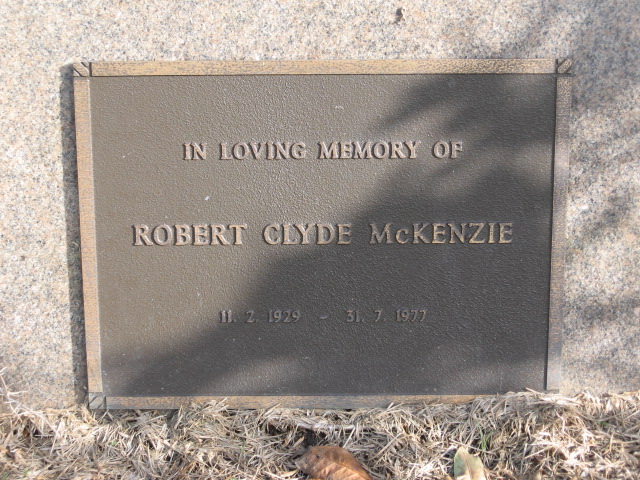 IN LOVING MEMORY OF
ROBERT CLYDE McKENZIE
11. 2. 1929 - 31. 7. 1977